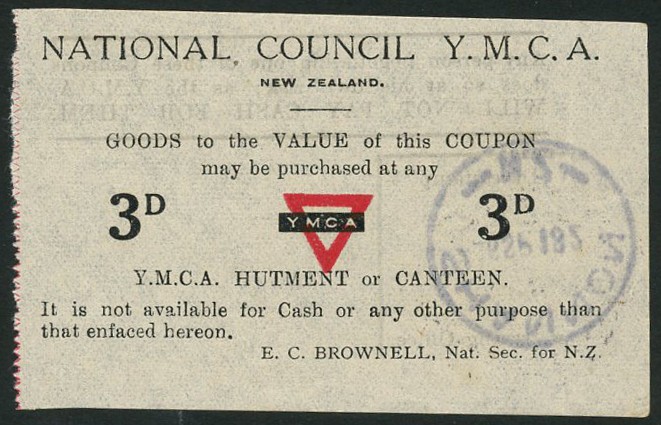 NATIONAL COUNCIL Y.M.C.A.
NEW ZEALAND.
GOODS to the VALUE of this COUPON
may be purchased at any
3D YMCA 3D
Y.M.C.A. HUTMENT or CANTEEN.
It is not available for Cash or any other purpose than
that enfaced hereon.
E. C. BROWNELL, Nat. Sec. for N.Z.